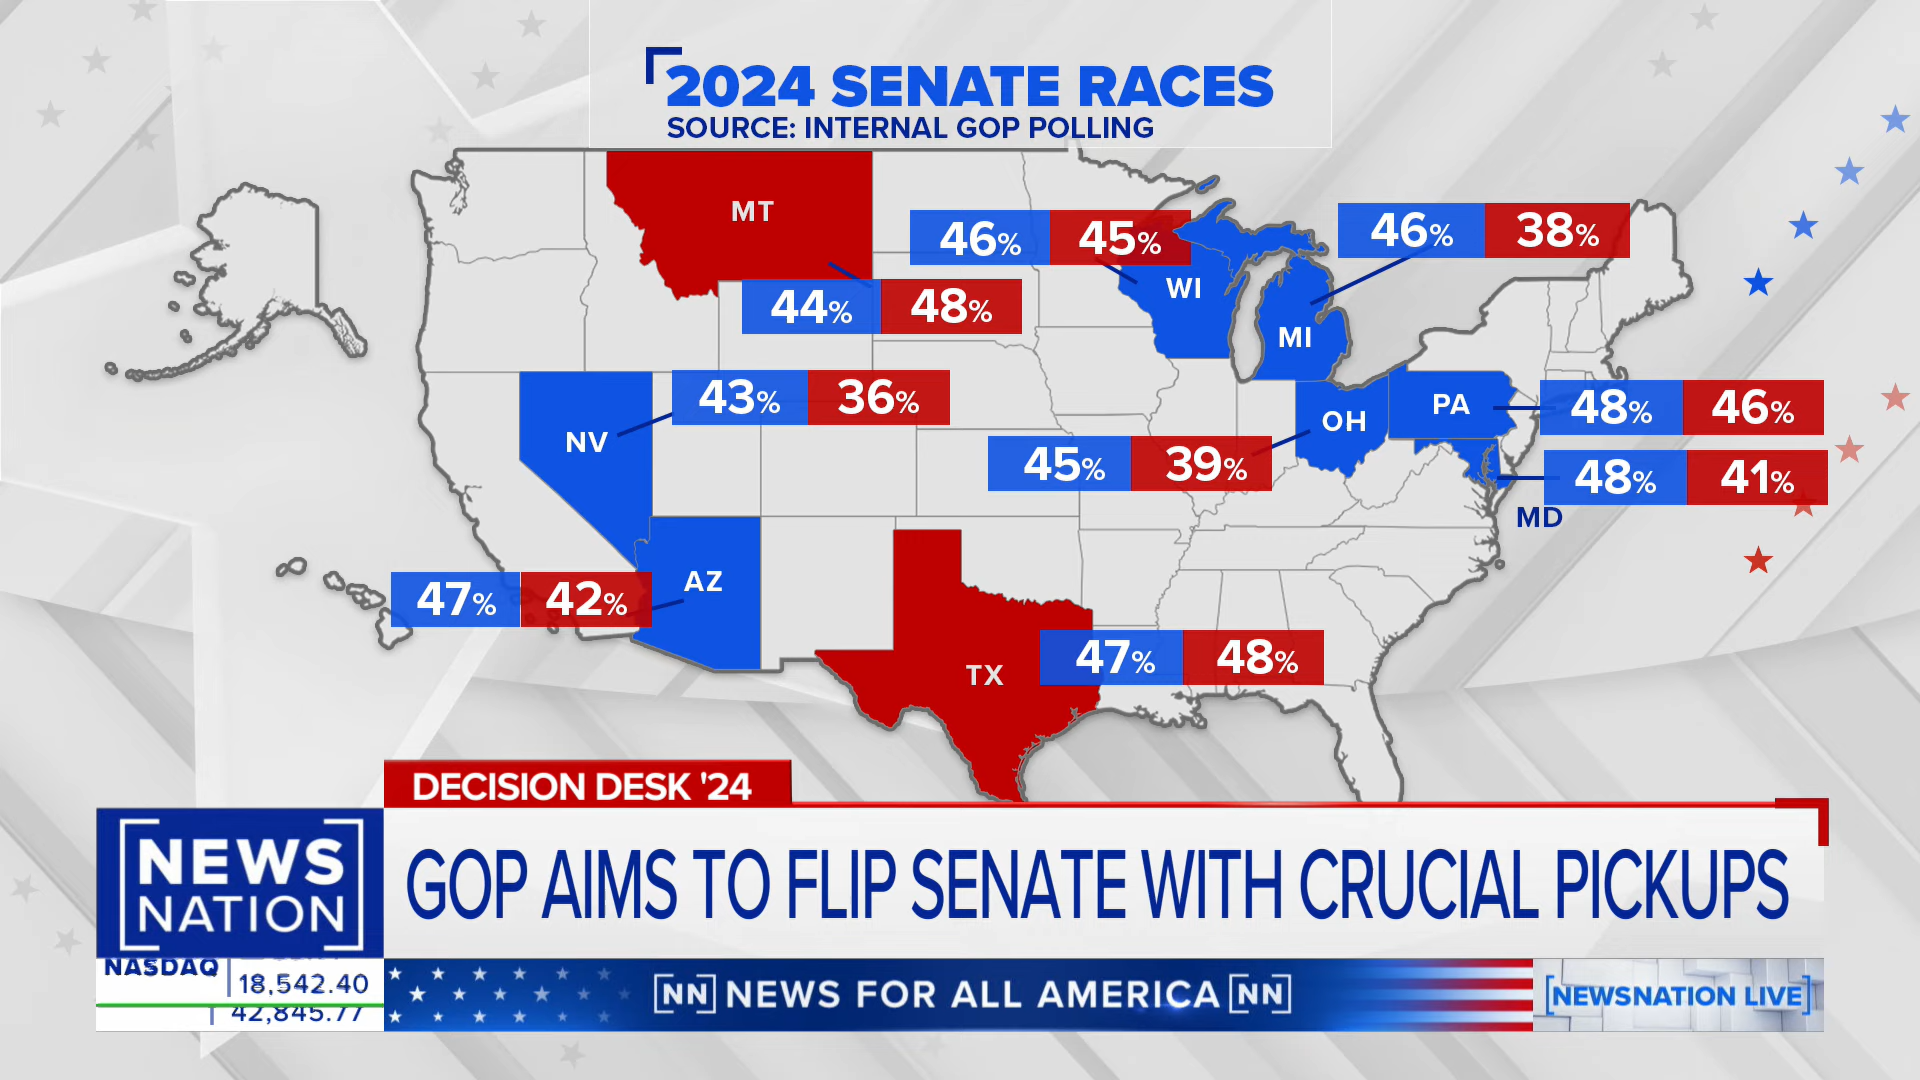 2024 SENATE RACES
SOURCE: INTERNAL GOP POLLING
MT
44% 48%
46% 45%
WI
46% 38%
MI
NV
43% 36%
45% 39%
OH
PA
48% 46%
48% 41%
MD
47% 42%
AZ
TX
47% 48%
DECISION DESK '24
NEWS
NATION
GOP AIMS TO FLIP SENATE WITH CRUCIAL PICKUPS
NASDAQ
18,542.40
42,845.77
NN NEWS FOR ALL AMERICA NN
NEWSNATION LIVE